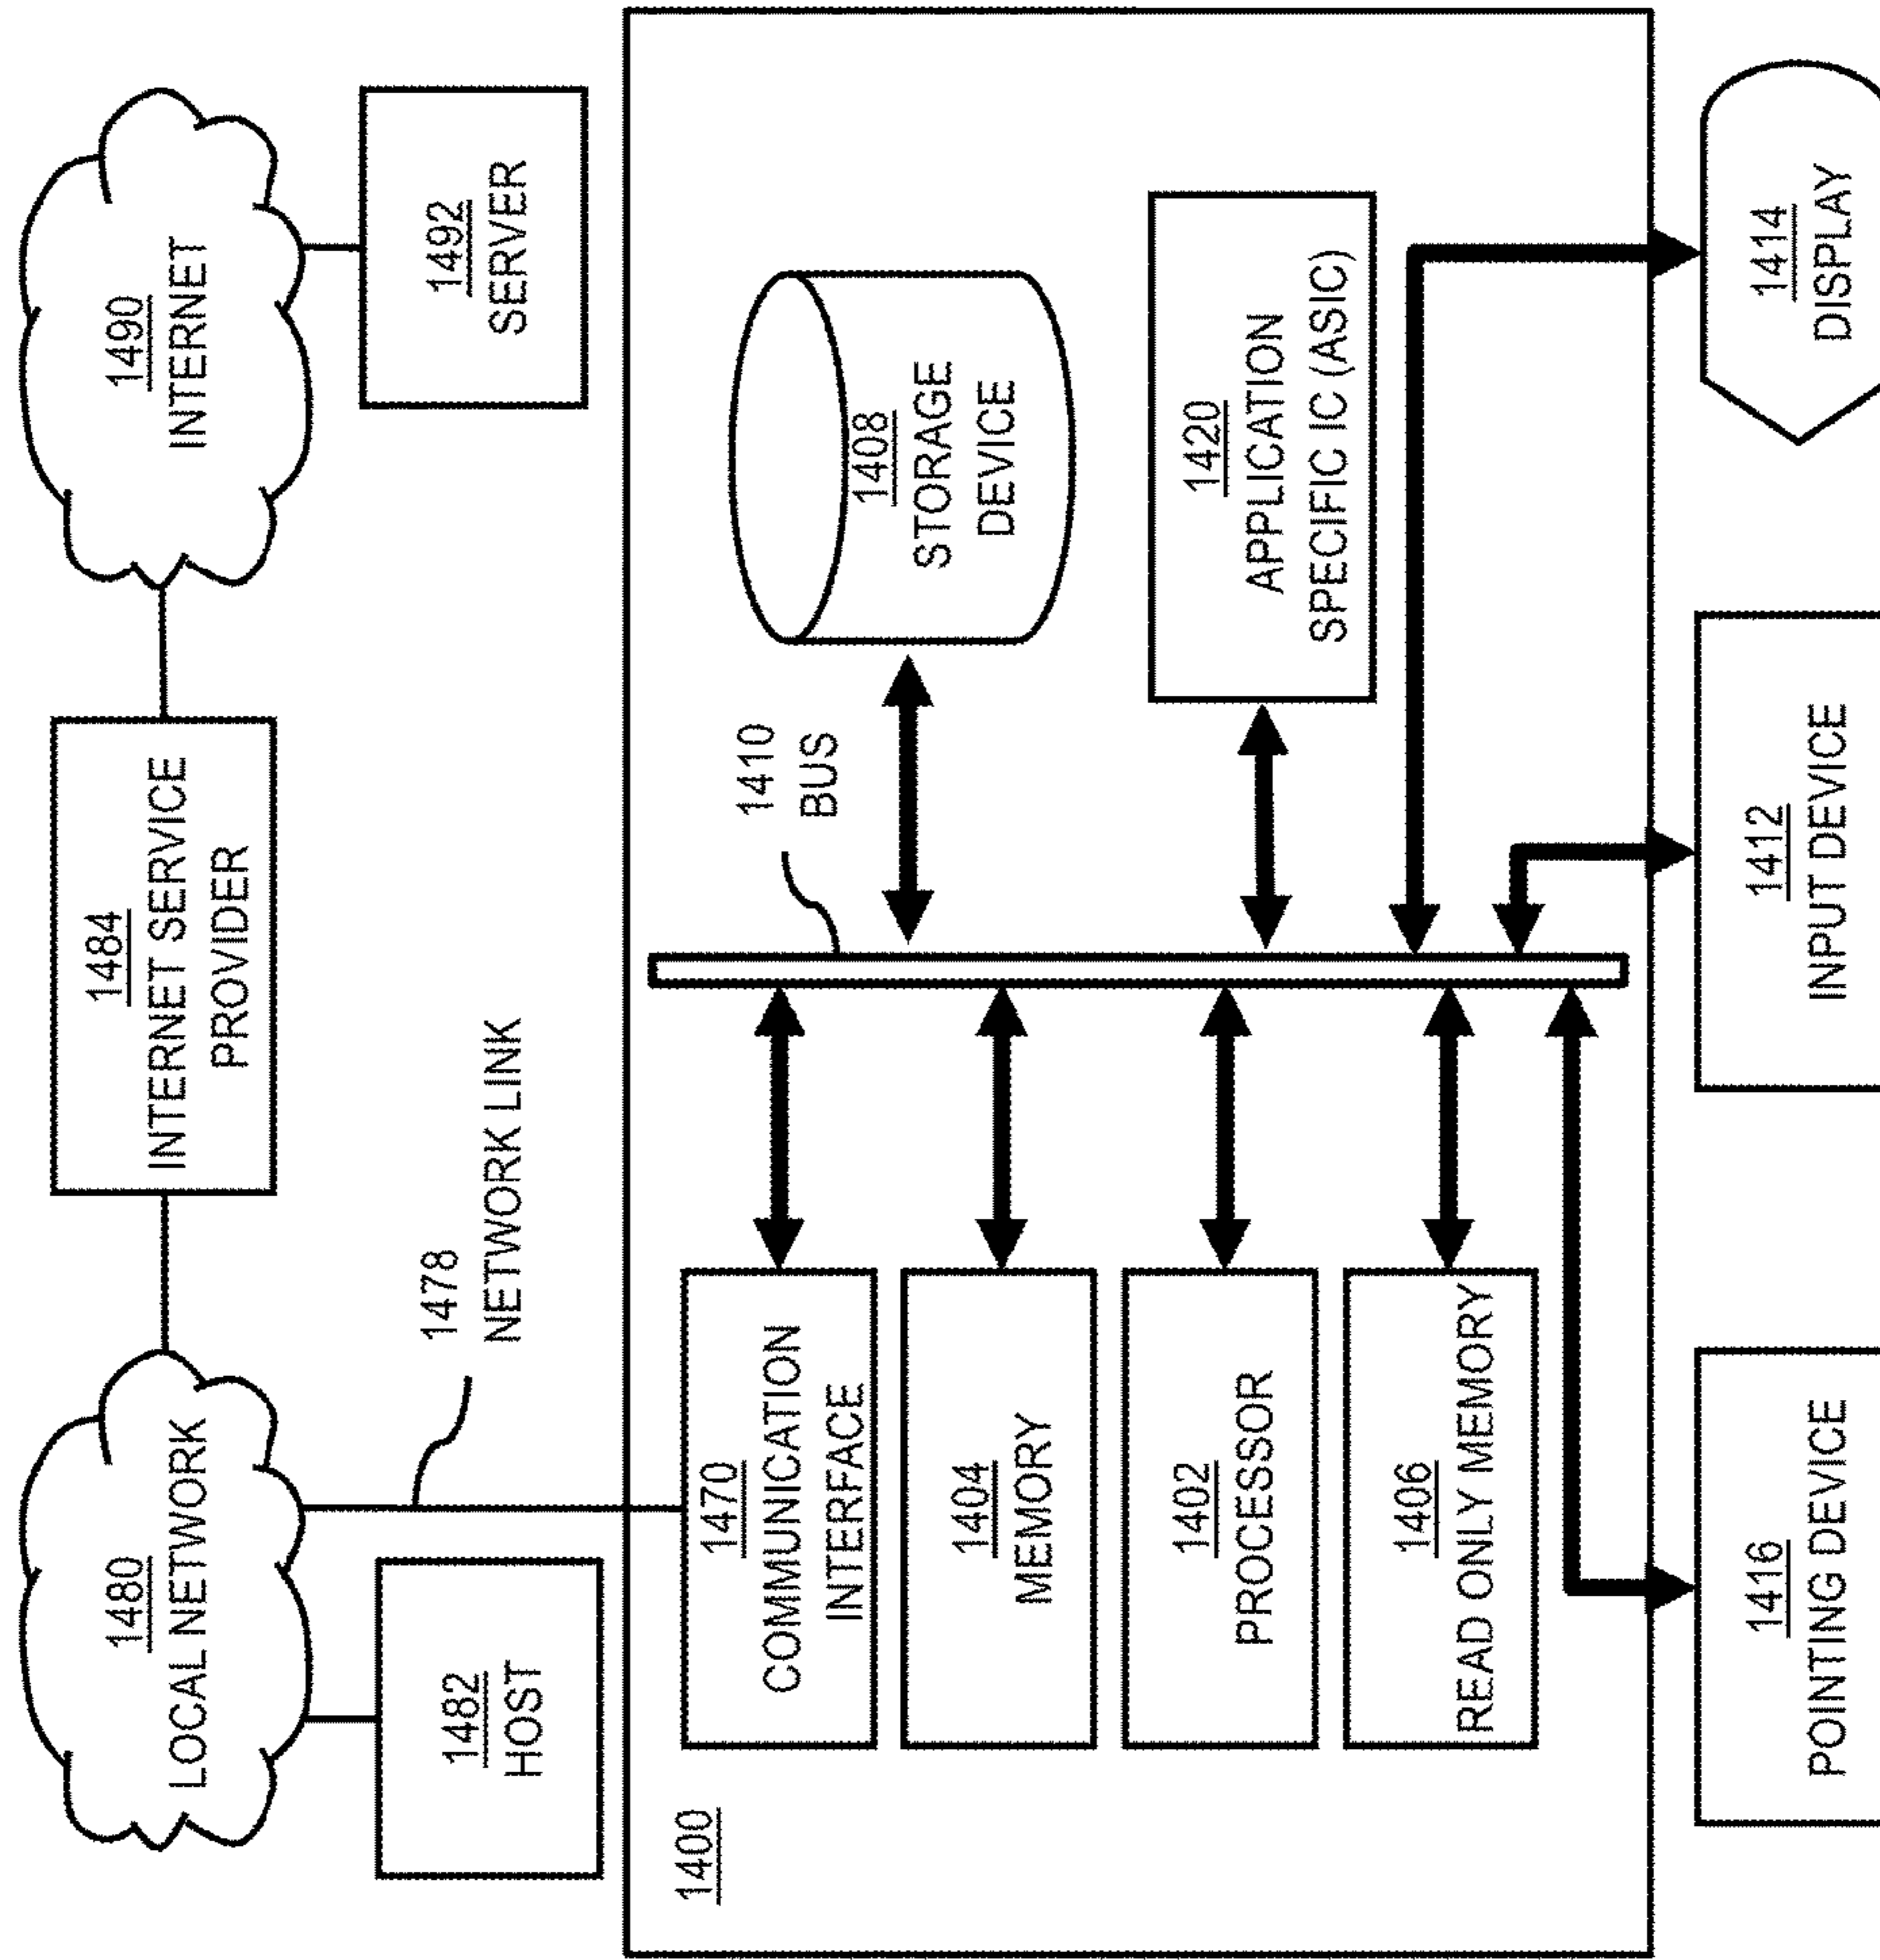 1480
LOCAL NETWORK
1484
INTERNET SERVICE
PROVIDER
1490
INTERNET
1482
HOST
1478
NETWORK LINK
1492
SERVER
1400
1470
COMMUNICATION
INTERFACE
1410
BUS
1408
STORAGE
DEVICE
1404
MEMORY
1402
PROCESSOR
1420
APPLICATION
SPECIFIC IC (ASIC)
1406
READ ONLY MEMORY
1416
POINTING DEVICE
1412
INPUT DEVICE
1414
DISPLAY